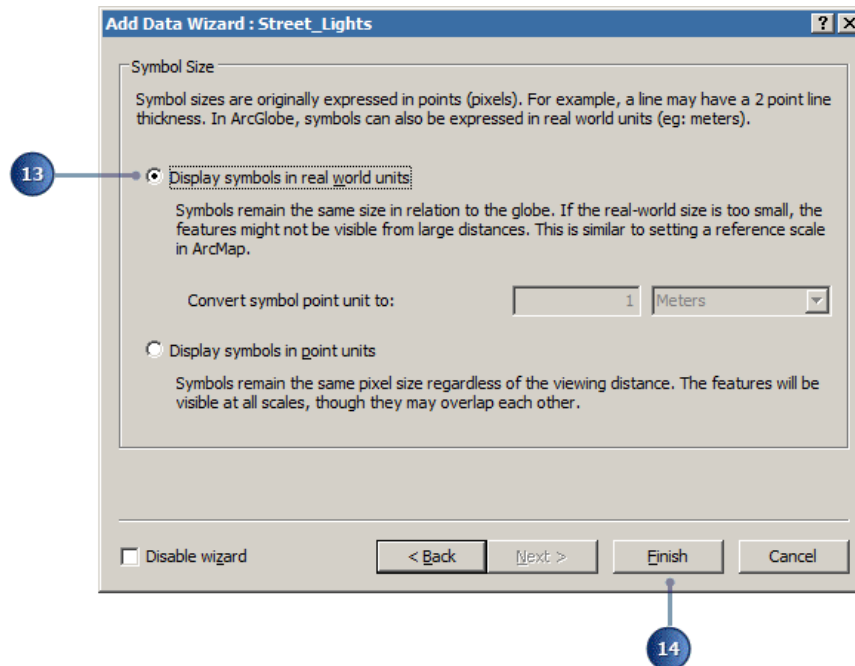 Add Data Wizard : Street_Lights
Symbol Size
Symbol sizes are originally expressed in points (pixels). For example, a line may have a 2 point line
thickness. In ArcGlobe, symbols can also be expressed in real world units (eg: meters).
13
Display symbols in real world units
Symbols remain the same size in relation to the globe. If the real-world size is too small, the
features might not be visible from large distances. This is similar to setting a reference scale
in ArcMap.
Convert symbol point unit to: 1 Meters
Display symbols in point units
Symbols remain the same pixel size regardless of the viewing distance. The features will be
visible at all scales, though they may overlap each other.
Disable wizard < Back Next > Finish Cancel
14